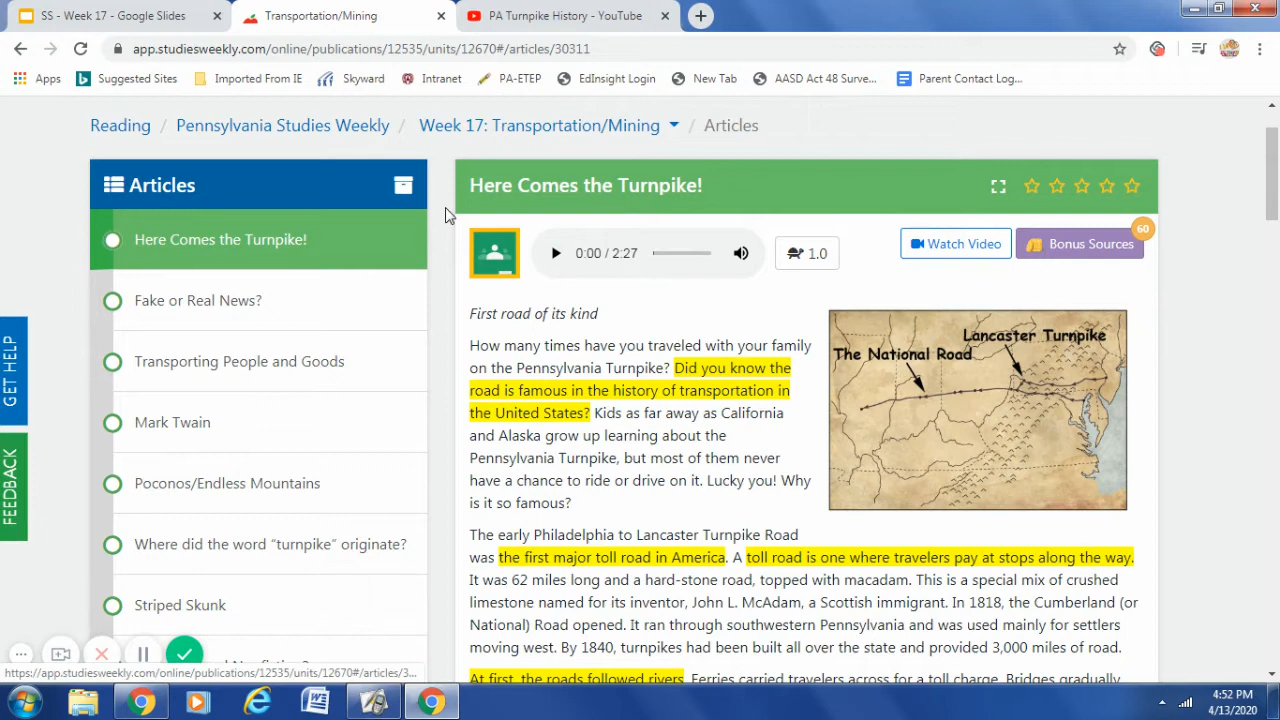 SS - Week 17 - Google Slides
Transportation/Mining
PA Turnpike History - YouTube
app.studiesweekly.com/online/publications/12535/units/12670#/articles/30311
Apps
Suggested Sites
Imported From IE
Skyward
Intranet
PA-ETEP
EdInsight Login
New Tab
AASD Act 48 Surve...
Parent Contact Log...
Reading / Pennsylvania Studies Weekly / Week 17: Transportation/Mining / Articles
Articles
Here Comes the Turnpike!
Fake or Real News?
Transporting People and Goods
Mark Twain
Poconos/Endless Mountains
Where did the word "turnpike" originate?
Striped Skunk
GET HELP
FEEDBACK
Here Comes the Turnpike!
0:00 / 2:27
1.0
Watch Video
Bonus Sources
60
First road of its kind
How many times have you traveled with your family
on the Pennsylvania Turnpike? Did you know the
road is famous in the history of transportation in
the United States? Kids as far away as California
and Alaska grow up learning about the
Pennsylvania Turnpike, but most of them never
have a chance to ride or drive on it. Lucky you! Why
is it so famous?
Lancaster Turnpike
The National Road
The early Philadelphia to Lancaster Turnpike Road
was the first major toll road in America. A toll road is one where travelers pay at stops along the way.
It was 62 miles long and a hard-stone road, topped with macadam. This is a special mix of crushed
limestone named for its inventor, John L. McAdam, a Scottish immigrant. In 1818, the Cumberland (or
National) Road opened. It ran through southwestern Pennsylvania and was used mainly for settlers
moving west. By 1840, turnpikes had been built all over the state and provided 3,000 miles of road.
At first, the roads followed rivers. Ferries carried travelers across for a toll charge. Bridges gradually
https://app.studiesweekly.com/online/publications/12535/units/12670#/articles/3...
4:52 PM
4/13/2020